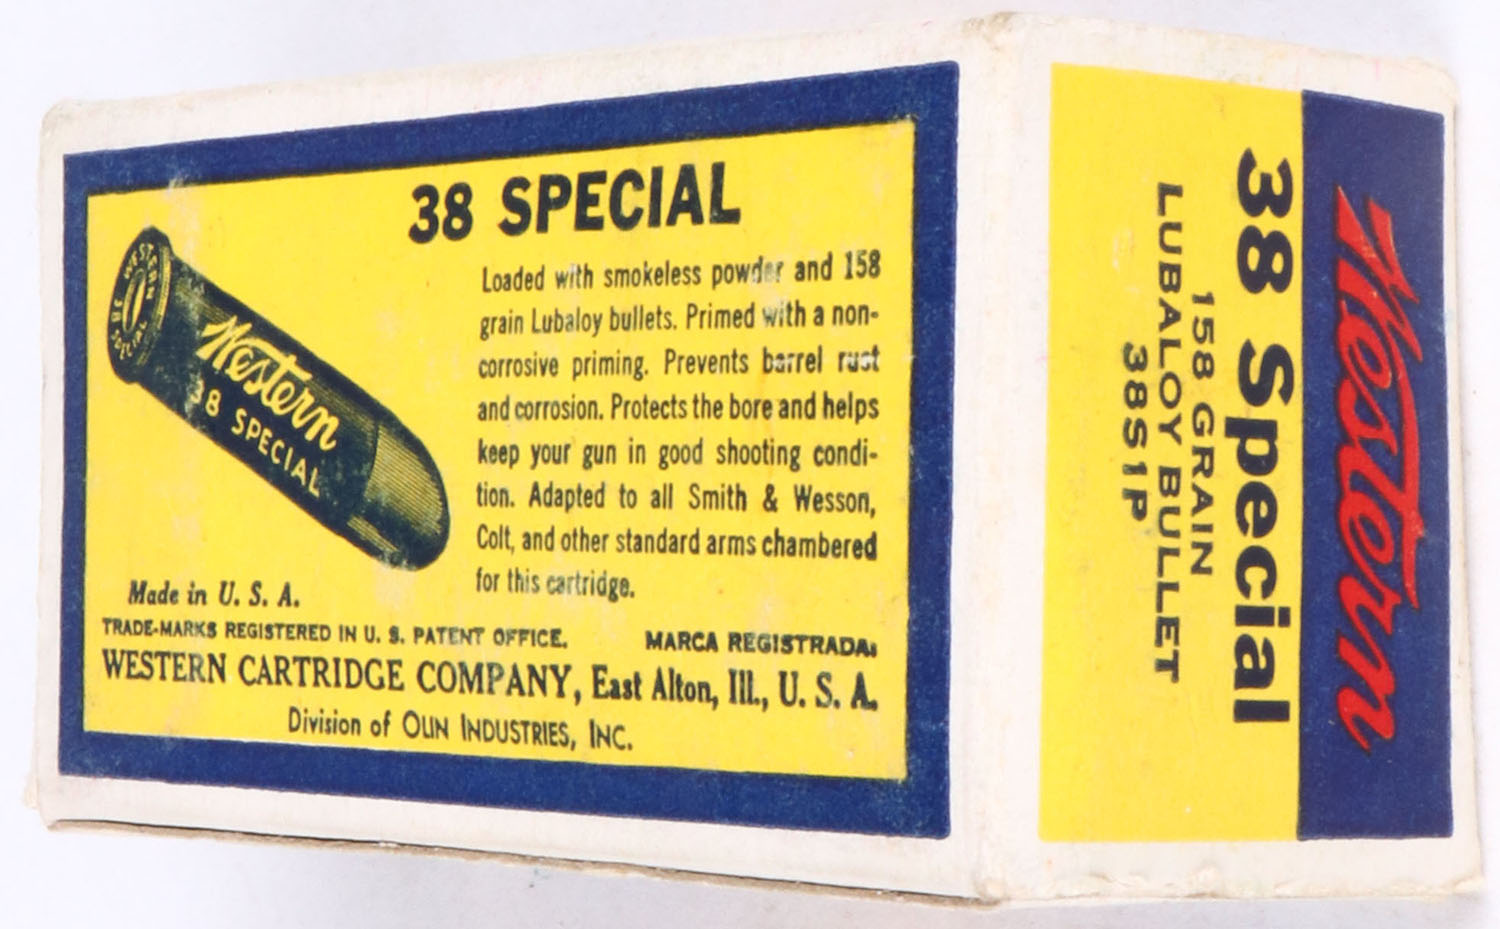 38 SPECIAL
Loaded with smokeless powder and 158
grain Lubaloy bullets. Primed with a non-
corrosive priming. Prevents barrel rust
and corrosion. Protects the bore and helps
keep your gun in good shooting condi-
tion. Adapted to all Smith & Wesson,
Colt, and other standard arms chambered
for this cartridge.
WESTERN
38 SPECIAL
Western
38 SPECIAL
Made in U. S. A.
TRADE-MARKS REGISTERED IN U. S. PATENT OFFICE. MARCA REGISTRADA:
WESTERN CARTRIDGE COMPANY, East Alton, Ill., U. S. A.
Division of OLIN INDUSTRIES, INC.
Western
38 Special
158 GRAIN
LUBALOY BULLET
38S1P